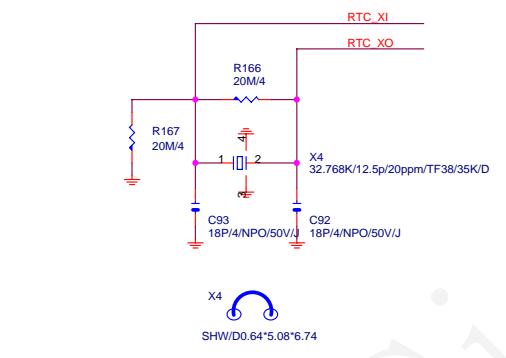 RTC_XI
RTC_XO
R166
20M/4
R167
20M/4
4
1
2
3
X4
32.768K/12.5p/20ppm/TF38/35K/D
C93
18P/4/NPO/50V/J
C92
18P/4/NPO/50V/J
X4
SHW/D0.64*5.08*6.74